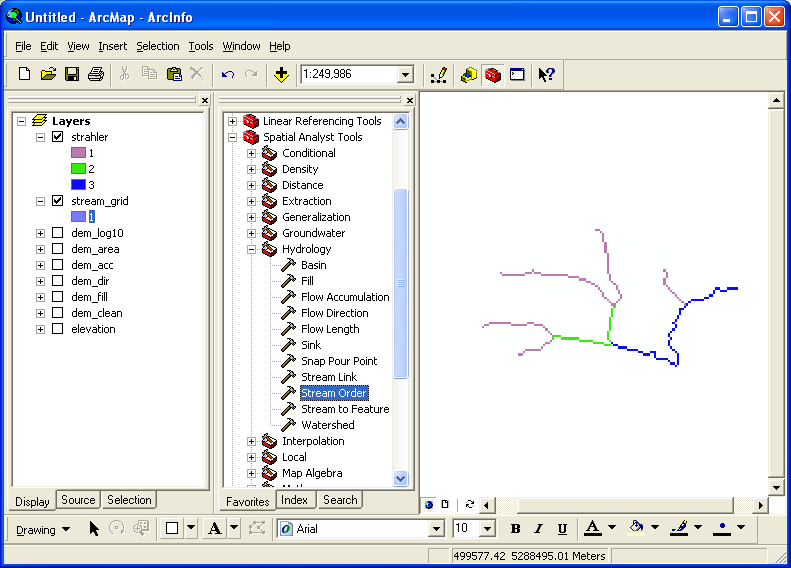 Untitled - ArcMap - ArcInfo
File Edit View Insert Selection Tools Window Help
1:249,986
Layers
strahler
1
2
3
stream_grid
1
dem_log10
dem_area
dem_acc
dem_dir
dem_fill
dem_clean
elevation
Display Source Selection
Linear Referencing Tools
Spatial Analyst Tools
Conditional
Density
Distance
Extraction
Generalization
Groundwater
Hydrology
Basin
Fill
Flow Accumulation
Flow Direction
Flow Length
Sink
Snap Pour Point
Stream Link
Stream Order
Stream to Feature
Watershed
Interpolation
Local
Map Algebra
Favorites Index Search
Drawing A Arial 10 B I U A
499577.42 5288495.01 Meters